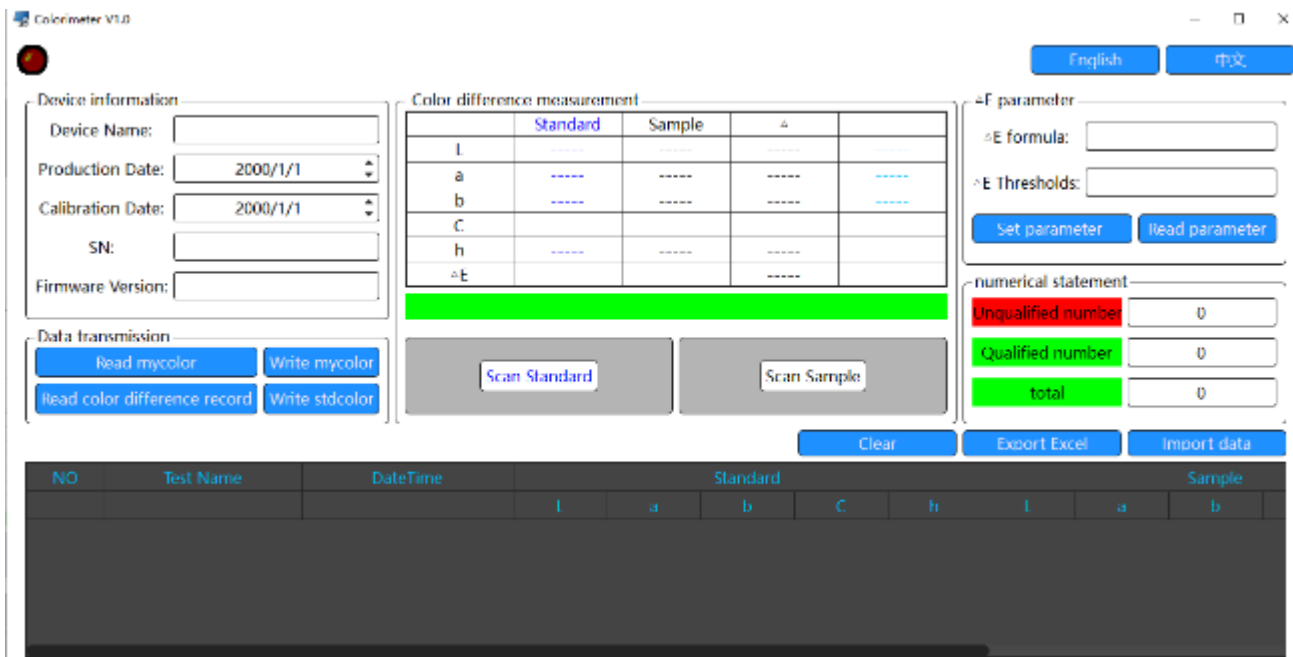 Colorimeter V1.0
English
中文
Device information
Device Name:
Production Date:
2000/1/1
Calibration Date:
2000/1/1
SN:
Firmware Version:
Data transmission
Read mycolor
Write mycolor
Read color difference record
Write stdcolor
Color difference measurement
Standard Sample △
L ----- ----- ----- -----
a ----- ----- ----- -----
b ----- ----- ----- -----
C
h ----- ----- -----
△E -----
Scan Standard
Scan Sample
△E parameter
△E formula:
△E Thresholds:
Set parameter
Read parameter
numerical statement
Unqualified number 0
Qualified number 0
total 0
Clear
Export Excel
Import data
NO Test Name DateTime Standard Sample
L a b C h L a b